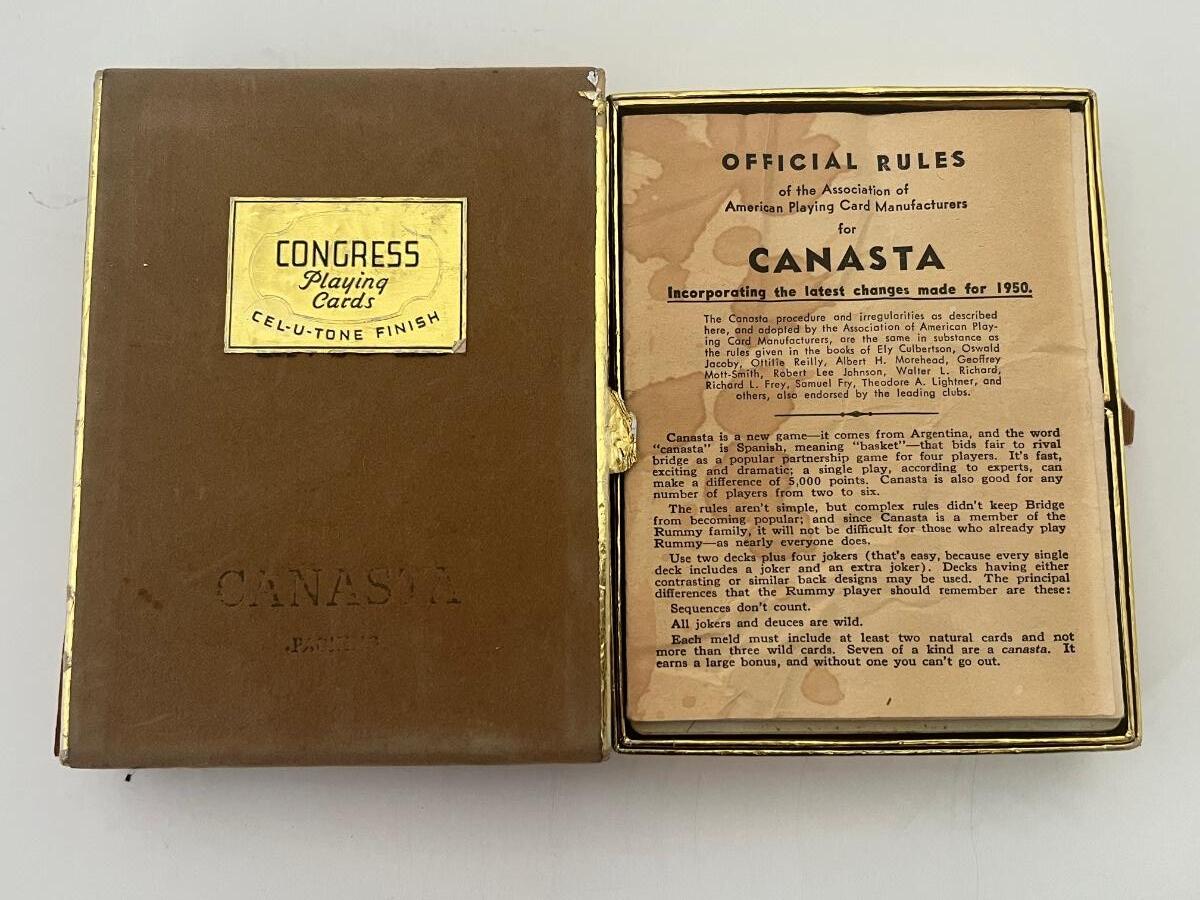 CONGRESS
Playing
Cards
CEL-U-TONE FINISH
CANASTA
OFFICIAL RULES
of the Association of
American Playing Card Manufacturers
for
CANASTA
Incorporating the latest changes made for 1950.
The Canasta procedure and irregularities as described
here, and adopted by the Association of American Play-
ing Card Manufacturers, are the same in substance as
the rules given in the books of Ely Culbertson, Oswald
Jacoby, Ottilie Reilly, Albert H. Morehead, Geoffrey
Mott-Smith, Robert Lee Johnson, Walter L. Richard,
Richard L. Frey, Samuel Fry, Theodore A. Lightner, and
others, also endorsed by the leading clubs.
Canasta is a new game—it comes from Argentina, and the word
"canasta" is Spanish, meaning "basket"—that bids fair to rival
bridge as a popular partnership game for four players. It's fast,
exciting and dramatic; a single play, according to experts, can
make a difference of 5,000 points. Canasta is also good for any
number of players from two to six.
The rules aren't simple, but complex rules didn't keep Bridge
from becoming popular; and since Canasta is a member of the
Rummy family, it will not be difficult for those who already play
Rummy—as nearly everyone does.
Use two decks plus four jokers (that's easy, because every single
deck includes a joker and an extra joker). Decks having either
contrasting or similar back designs may be used. The principal
differences that the Rummy player should remember are these:
Sequences don't count.
All jokers and deuces are wild.
Each meld must include at least two natural cards and not
more than three wild cards. Seven of a kind are a canasta. It
earns a large bonus, and without one you can't go out.